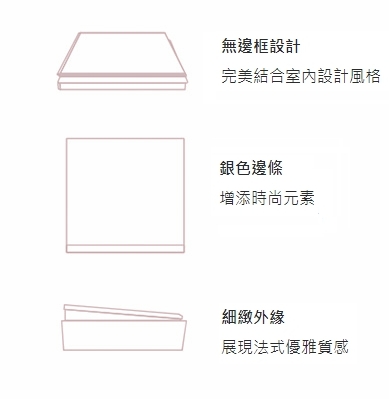 無邊框設計
完美結合室內設計風格
銀色邊條
增添時尚元素
細緻外緣
展現法式優雅質感